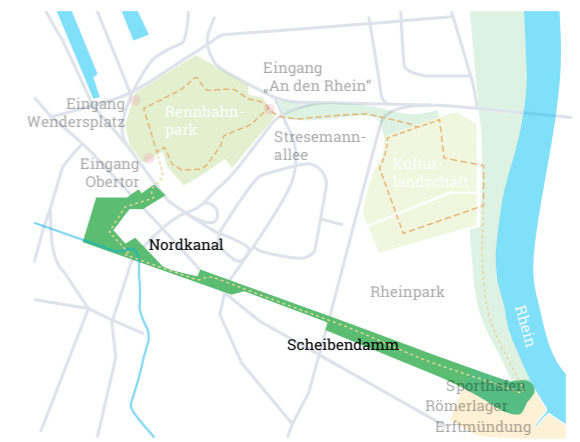 Eingang
„An den Rhein“
Eingang
Wendersplatz
Rennbahn-
park
Stresemann-
allee
Eingang
Obertor
Kultur-
landschaft
Nordkanal
Rheinpark
Rhein
Scheibendamm
Sporthafen
Römerlager
Erftmündung